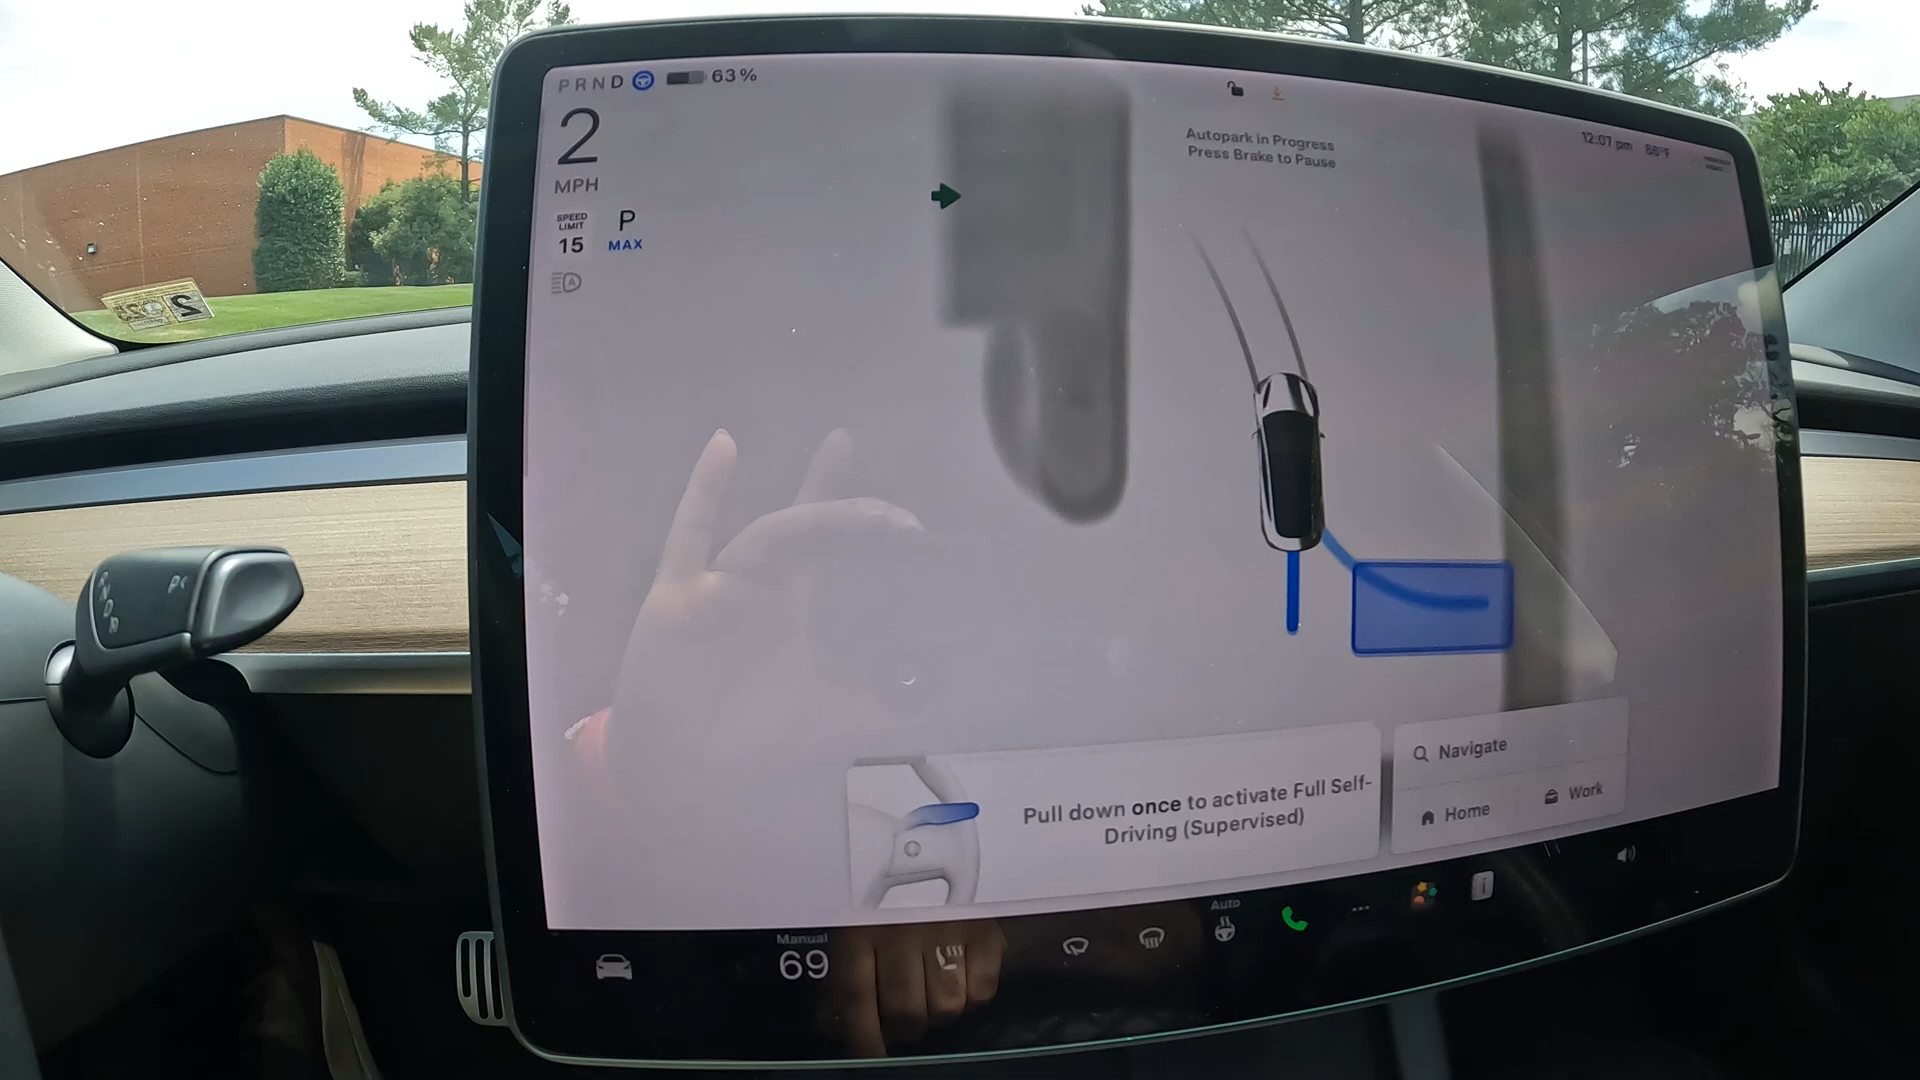 P R N D 63%
2
MPH
SPEED
LIMIT
15
P
MAX
Autopark in Progress
Press Brake to Pause
12:07 pm
2
Pull down once to activate Full Self-
Driving (Supervised)
Navigate
Home
Work
Manual
69
Auto
P
R
N
D